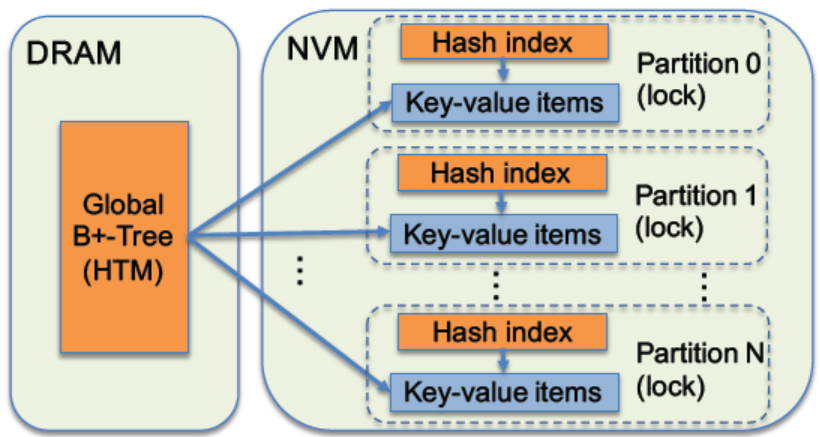 DRAM
Global
B+-Tree
(HTM)
NVM
Hash index
Key-value items
Partition 0
(lock)
Hash index
Key-value items
Partition 1
(lock)
Hash index
Key-value items
Partition N
(lock)